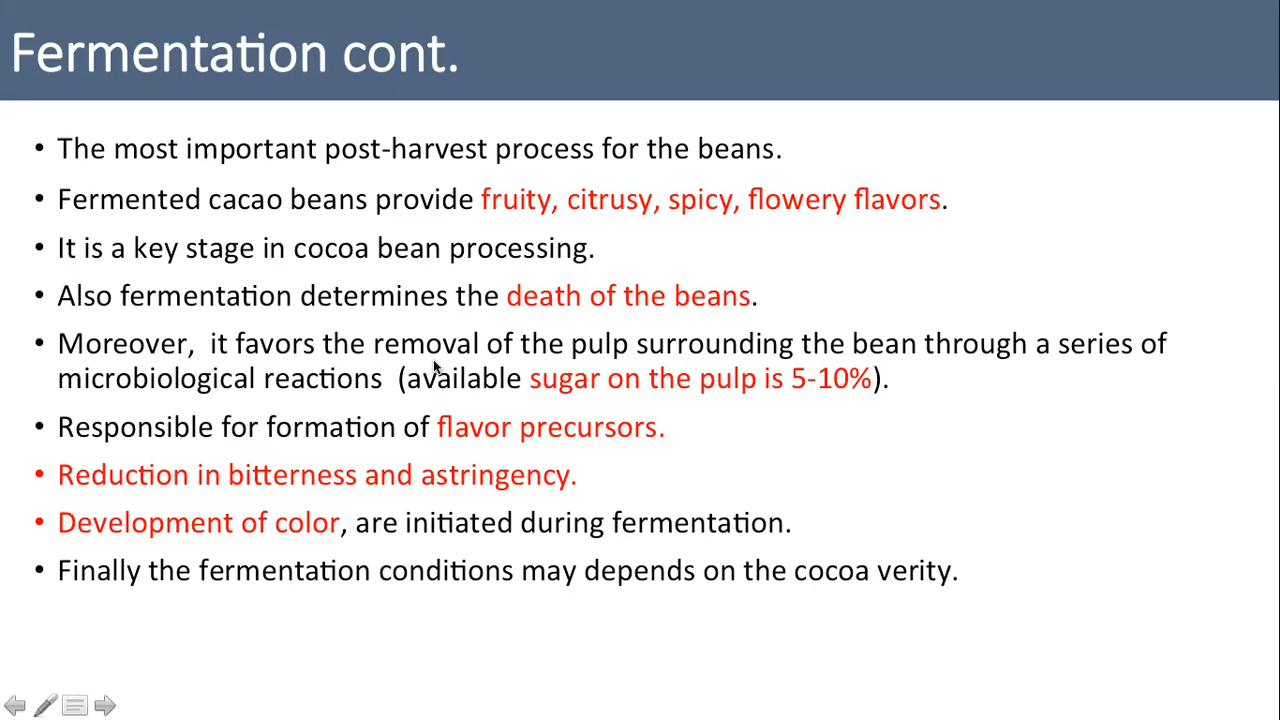 Fermentation cont.
• The most important post-harvest process for the beans.
• Fermented cacao beans provide fruity, citrusy, spicy, flowery flavors.
• It is a key stage in cocoa bean processing.
• Also fermentation determines the death of the beans.
• Moreover,  it favors the removal of the pulp surrounding the bean through a series of
microbiological reactions  (available sugar on the pulp is 5-10%).
• Responsible for formation of flavor precursors.
• Reduction in bitterness and astringency.
• Development of color, are initiated during fermentation.
• Finally the fermentation conditions may depends on the cocoa verity.